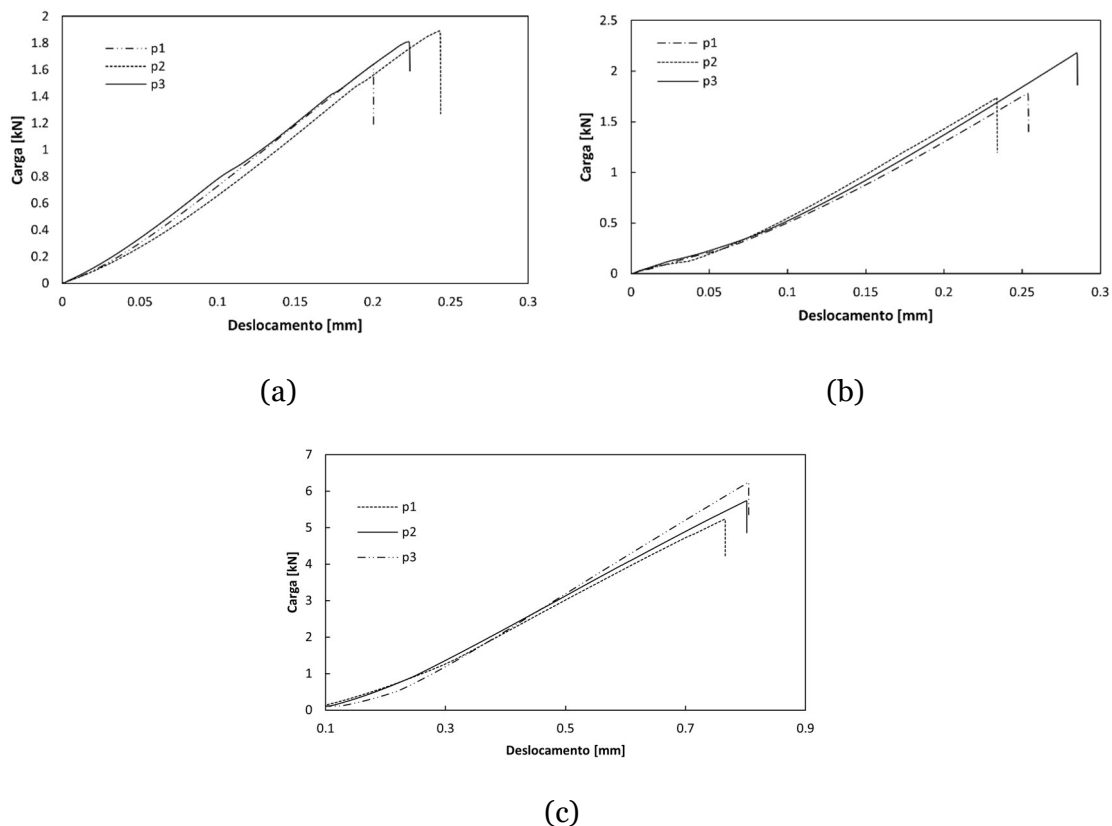 2
1.8
1.6
1.4
1.2
1
0.8
0.6
0.4
0.2
0
Carga [kN]
p1
p2
p3
0 0.05 0.1 0.15 0.2 0.25 0.3
Deslocamento [mm]
(a)
2.5
2
1.5
1
0.5
0
Carga [kN]
p1
p2
p3
0 0.05 0.1 0.15 0.2 0.25 0.3
Deslocamento [mm]
(b)
7
6
5
4
3
2
1
0
Carga [kN]
p1
p2
p3
0.1 0.3 0.5 0.7 0.9
Deslocamento [mm]
(c)